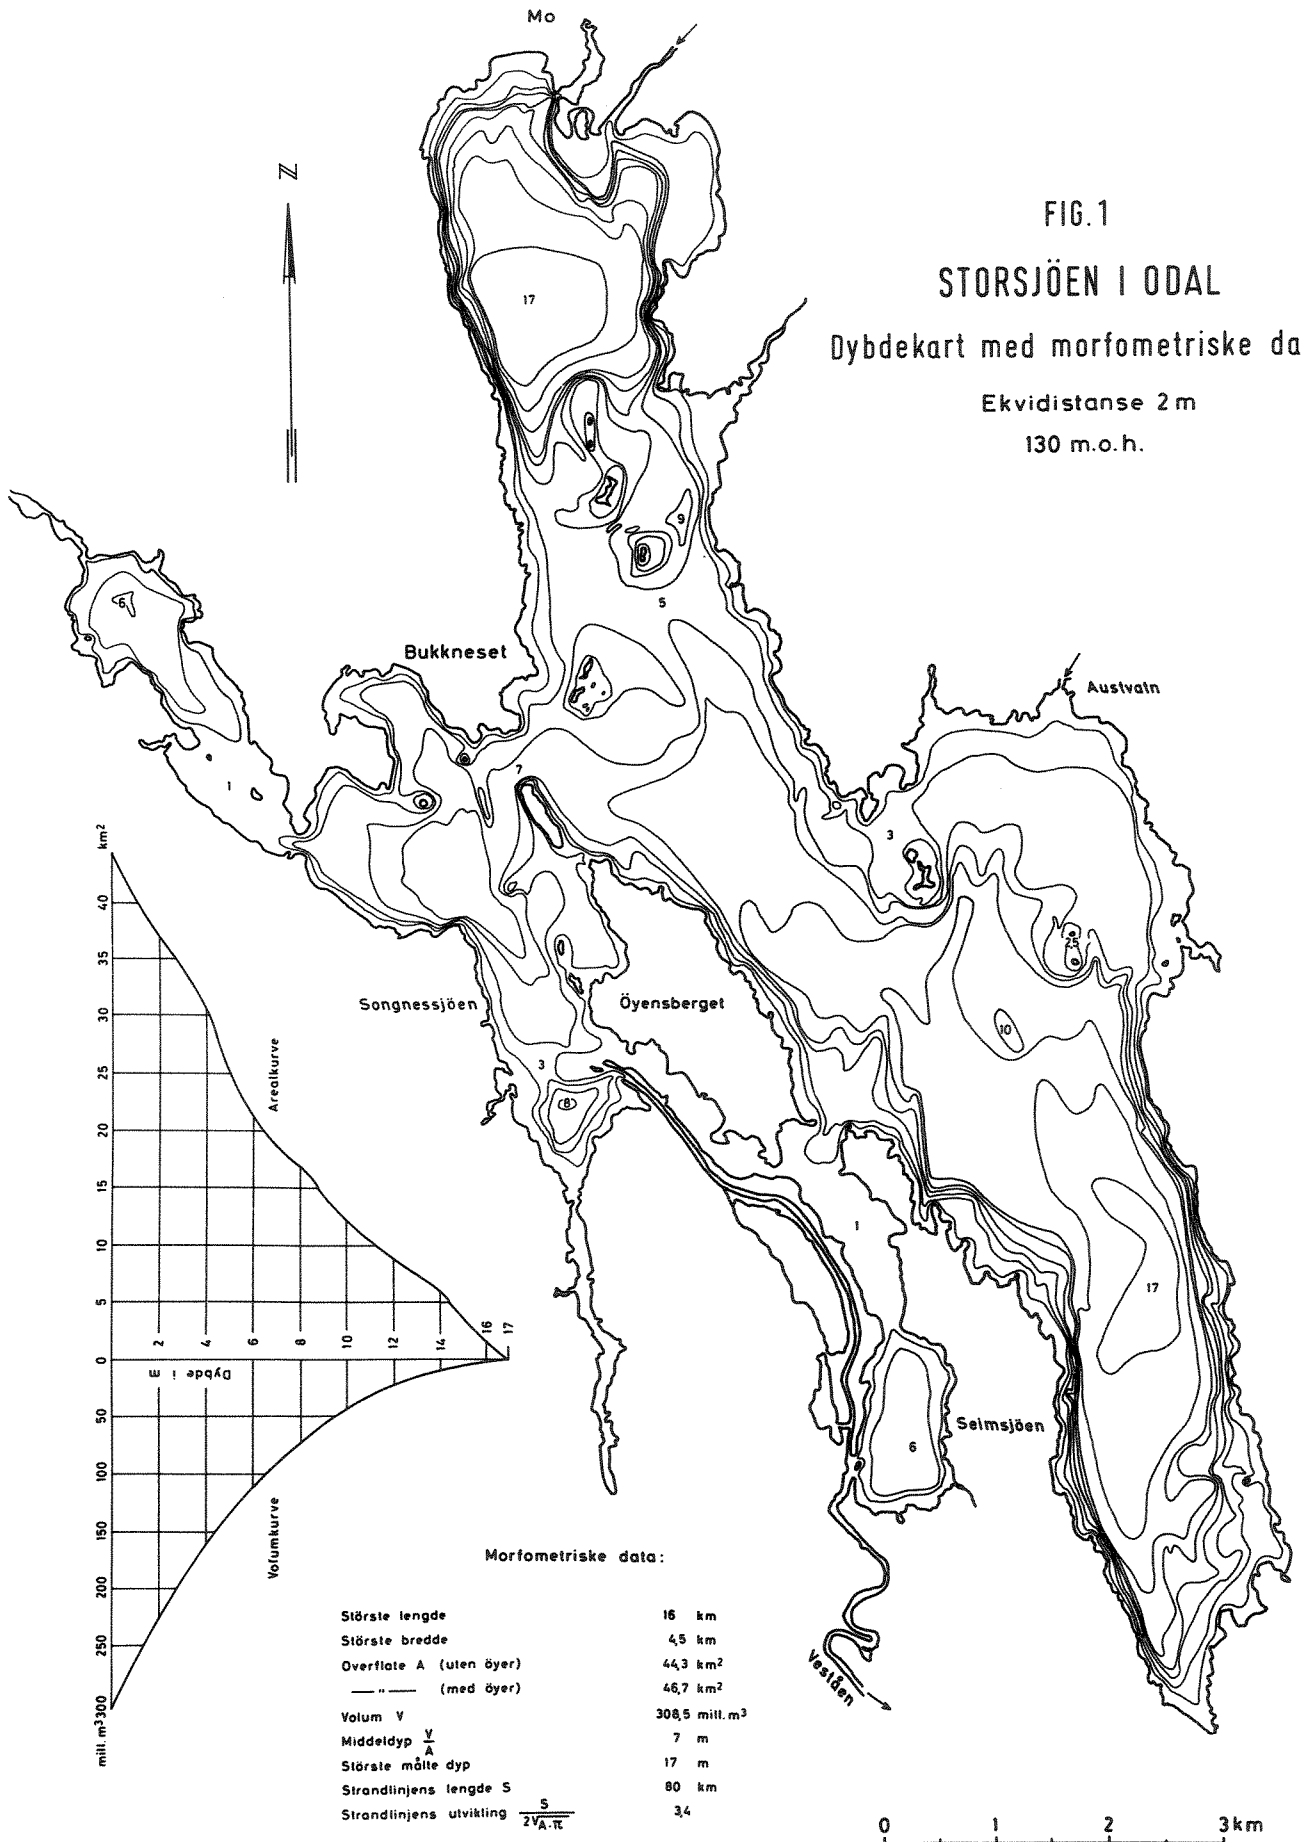 Mo
N
FIG.1
STORSJÖEN I ODAL
Dybdekart med morfometriske da
Ekvidistanse 2 m
130 m.o.h.
17
9
5
6
Bukkneset
Austvatn
4
1
7
3
25
10
Songnessjöen
Öyensberget
3
8
1
17
Selmsjöen
6
Veståen
km²
40
35
30
25
20
15
10
5
0
50
100
150
200
250
300
mill. m³
Arealkurve
2
4
6
8
10
12
14
16
17
Dybde i m
Volumkurve
Morfometriske data:
Störste lengde 16 km
Störste bredde 4,5 km
Overflate A (uten öyer) 44,3 km²
— " — (med öyer) 46,7 km²
Volum V 308,5 mill. m³
Middeldyp V/A 7 m
Störste målte dyp 17 m
Strandlinjens lengde S 80 km
Strandlinjens utvikling S/2√A·π 3,4
0 1 2 3 km